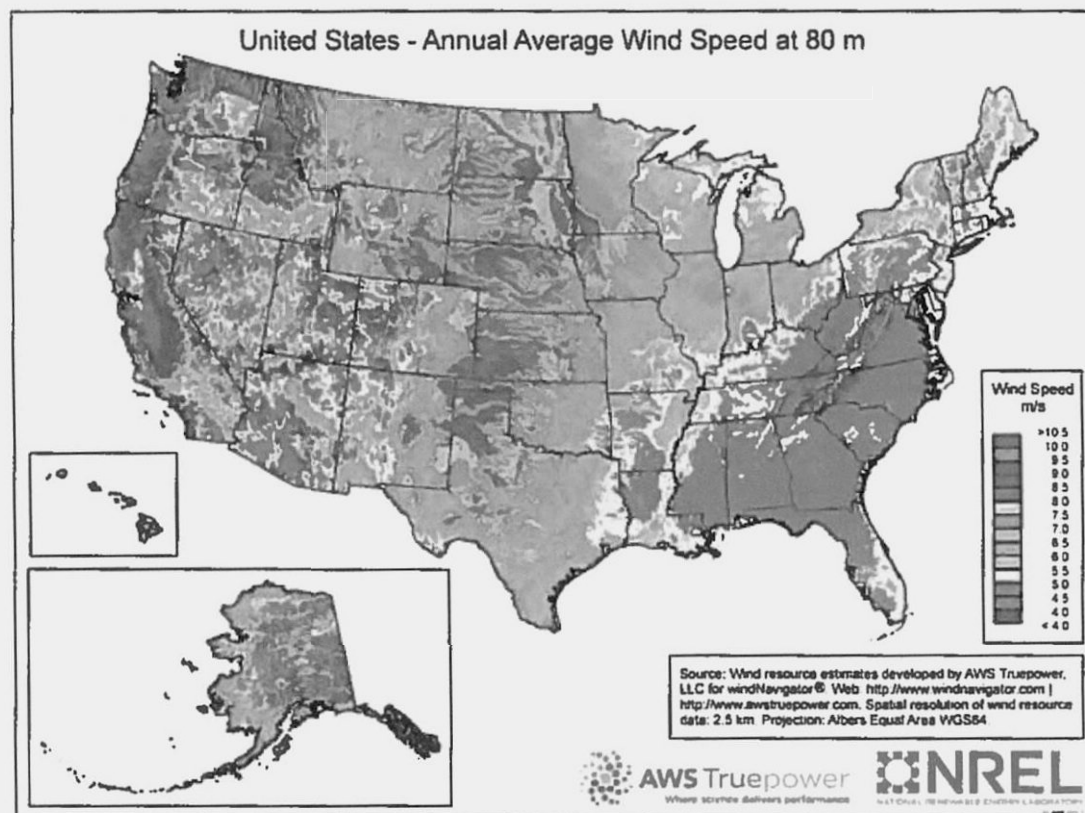 United States - Annual Average Wind Speed at 80 m
Wind Speed
m/s
>10.5
10.0
9.5
9.0
8.5
8.0
7.5
7.0
6.5
6.0
5.5
5.0
4.5
4.0
< 4.0
Source: Wind resource estimates developed by AWS Truepower,
LLC for windNavigator® Web: http://www.windnavigator.com |
http://www.awstruepower.com. Spatial resolution of wind resource
data: 2.5 km. Projection: Albers Equal Area WGS84.
AWS Truepower
Where science delivers performance
NREL
NATIONAL RENEWABLE ENERGY LABORATORY